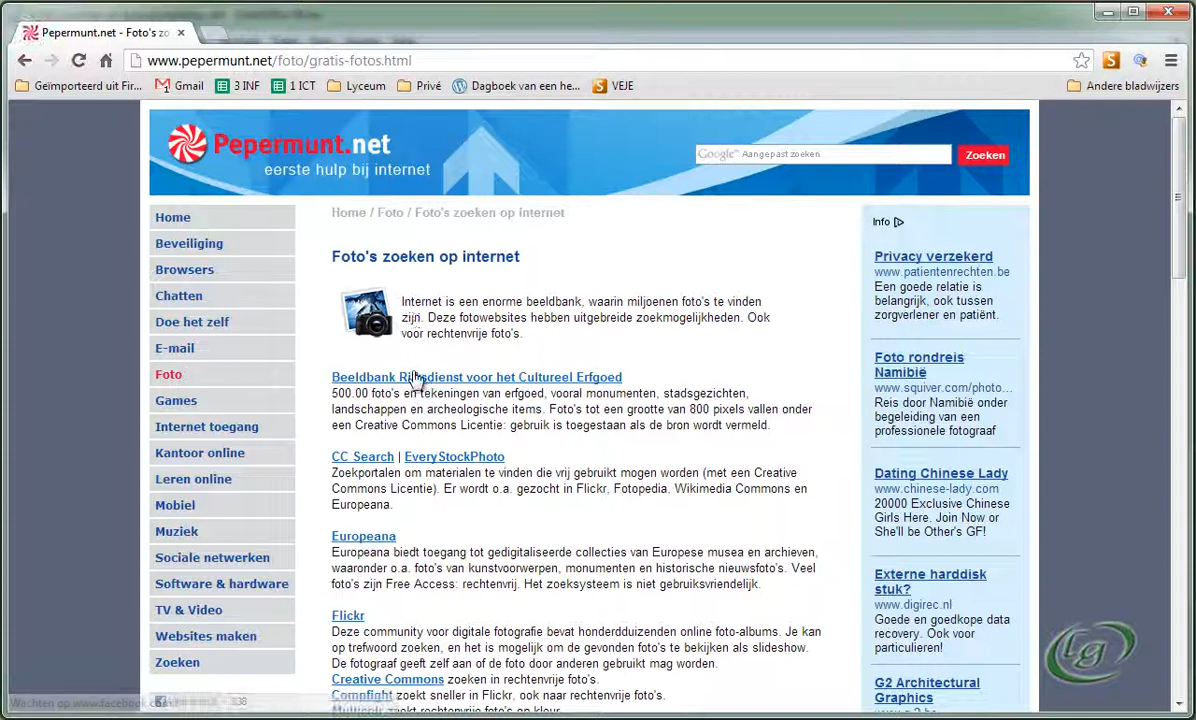 Pepermunt.net - Foto's zo
www.pepermunt.net/foto/gratis-fotos.html
Geïmporteerd uit Fir...
Gmail
3 INF
1 ICT
Lyceum
Privé
Dagboek van een he...
VEJE
Andere bladwijzers
Pepermunt.net
eerste hulp bij internet
Google™ Aangepast zoeken
Zoeken
Home
Beveiliging
Browsers
Chatten
Doe het zelf
E-mail
Foto
Games
Internet toegang
Kantoor online
Leren online
Mobiel
Muziek
Sociale netwerken
Software & hardware
TV & Video
Websites maken
Zoeken
338
Wachten op www.facebook.com...
Home / Foto / Foto's zoeken op internet
Foto's zoeken op internet
Internet is een enorme beeldbank, waarin miljoenen foto's te vinden
zijn. Deze fotowebsites hebben uitgebreide zoekmogelijkheden. Ook
voor rechtenvrije foto's.
Beeldbank Rijksdienst voor het Cultureel Erfgoed
500.00 foto's en tekeningen van erfgoed, vooral monumenten, stadsgezichten,
landschappen en archeologische items. Foto's tot een grootte van 800 pixels vallen onder
een Creative Commons Licentie: gebruik is toegestaan als de bron wordt vermeld.
CC Search | EveryStockPhoto
Zoekportalen om materialen te vinden die vrij gebruikt mogen worden (met een Creative
Commons Licentie). Er wordt o.a. gezocht in Flickr, Fotopedia, Wikimedia Commons en
Europeana.
Europeana
Europeana biedt toegang tot gedigitaliseerde collecties van Europese musea en archieven,
waaronder o.a. foto's van kunstvoorwerpen, monumenten en historische nieuwsfoto's. Veel
foto's zijn Free Access: rechtenvrij. Het zoeksysteem is niet gebruiksvriendelijk.
Flickr
Deze community voor digitale fotografie bevat honderdduizenden online foto-albums. Je kan
op trefwoord zoeken, en het is mogelijk om de gevonden foto's te bekijken als slideshow.
De fotograaf geeft zelf aan of de foto door anderen gebruikt mag worden.
Creative Commons zoeken in rechtenvrije foto's.
Compfight zoekt sneller in Flickr, ook naar rechtenvrije foto's.
zoekt rechtenvrije foto's op kleur
Info
Privacy verzekerd
www.patientenrechten.be
Een goede relatie is
belangrijk, ook tussen
zorgverlener en patiënt.
Foto rondreis
Namibië
www.squiver.com/photo...
Reis door Namibië onder
begeleiding van een
professionele fotograaf
Dating Chinese Lady
www.chinese-lady.com
20000 Exclusive Chinese
Girls Here. Join Now or
She'll be Other's GF!
Externe harddisk
stuk?
www.digirec.nl
Goede en goedkope data
recovery. Ook voor
particulieren!
G2 Architectural
Graphics
lg